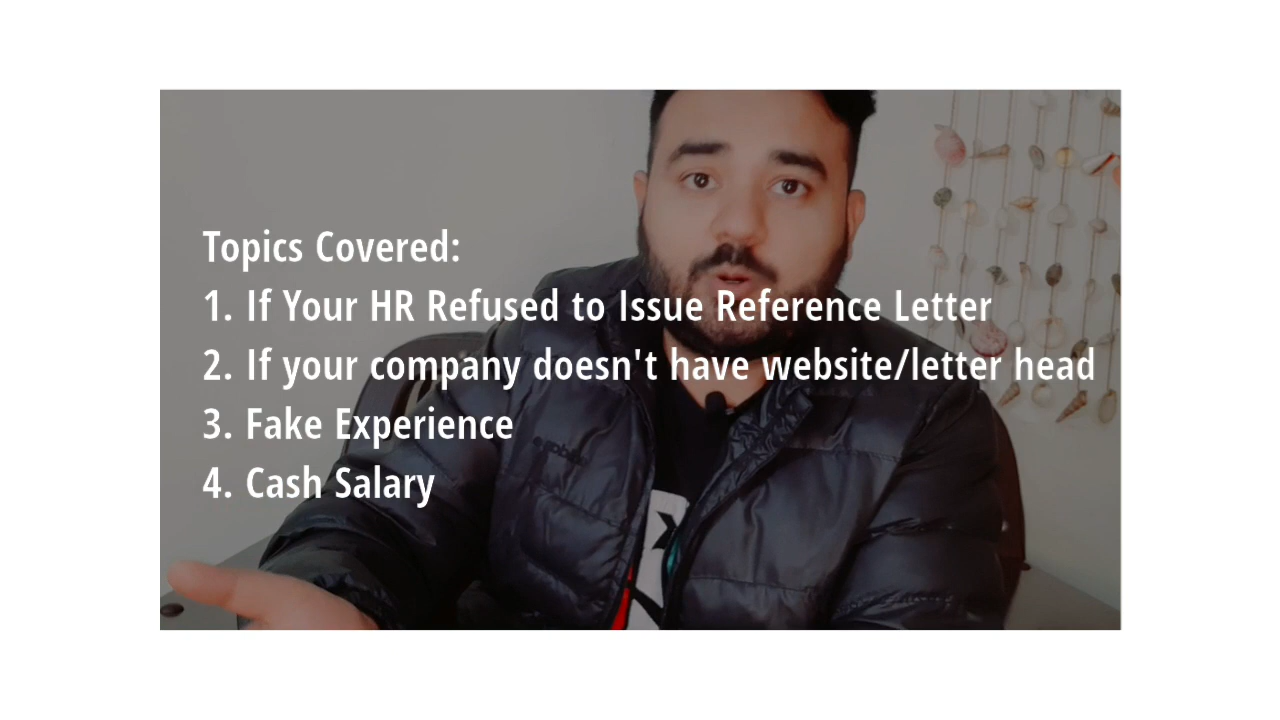 Topics Covered:
1. If Your HR Refused to Issue Reference Letter
2. If your company doesn't have website/letter head
3. Fake Experience
4. Cash Salary